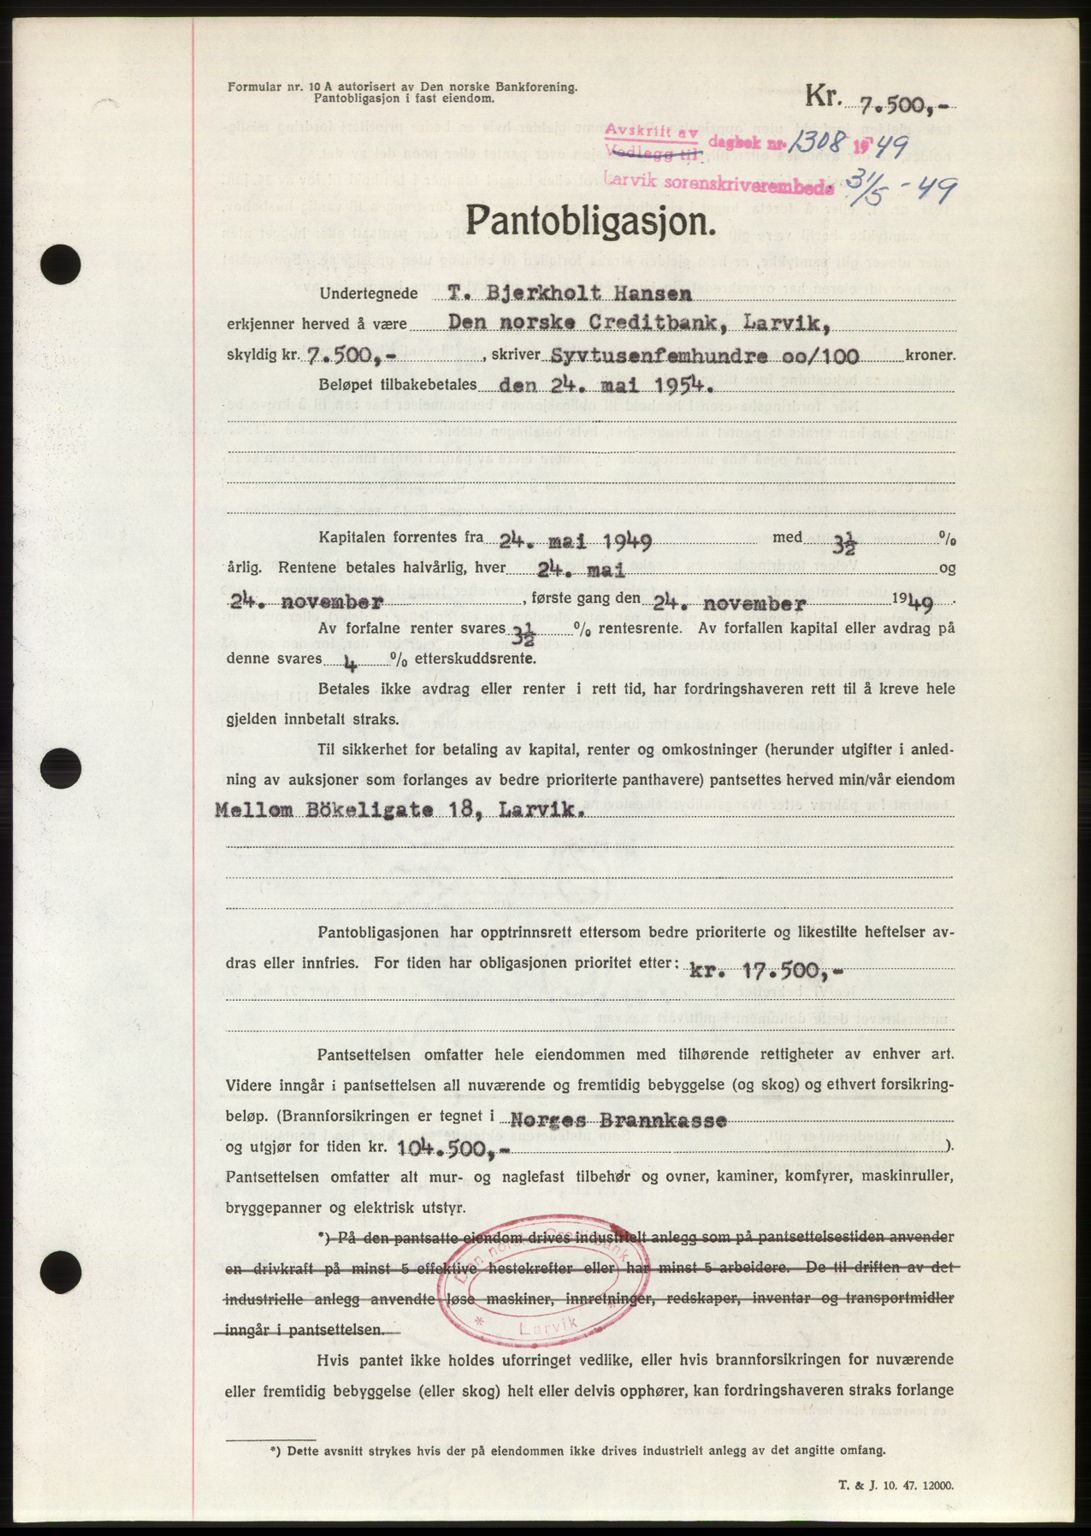 Formular nr. 10 A autorisert av Den norske Bankforening.
Pantobligasjon i fast eiendom.
Kr. 7.500,-
Avskrift av
Vedlegg til dagbok nr. 1308 1949
Larvik sorenskriverembede 31/5 - 49
Pantobligasjon.
Undertegnede T. Bjerkholt Hansen
erkjenner herved å være Den norske Creditbank, Larvik,
skyldig kr. 7.500,- , skriver Syvtusenfemhundre oo/100 kroner.
Beløpet tilbakebetales den 24. mai 1954.
Kapitalen forrentes fra 24. mai 1949 med 3½ %
årlig. Rentene betales halvårlig, hver 24. mai og
24. november , første gang den 24. november 1949 .
Av forfalne renter svares 3½ % rentesrente. Av forfallen kapital eller avdrag på
denne svares 4 % etterskuddsrente.
Betales ikke avdrag eller renter i rett tid, har fordringshaveren rett til å kreve hele
gjelden innbetalt straks.
Til sikkerhet for betaling av kapital, renter og omkostninger (herunder utgifter i anled-
ning av auksjoner som forlanges av bedre prioriterte panthavere) pantsettes herved min/vår eiendom
Mellom Bökeligate 18, Larvik.
Pantobligasjonen har opptrinnsrett ettersom bedre prioriterte og likestilte heftelser av-
dras eller innfries. For tiden har obligasjonen prioritet etter: kr. 17.500,-
Pantsettelsen omfatter hele eiendommen med tilhørende rettigheter av enhver art.
Videre inngår i pantsettelsen all nuværende og fremtidig bebyggelse (og skog) og ethvert forsikring-
beløp. (Brannforsikringen er tegnet i Norges Brannkasse
og utgjør for tiden kr. 104.500,- ).
Pantsettelsen omfatter alt mur- og naglefast tilbehør og ovner, kaminer, komfyrer, maskinruller,
bryggepanner og elektrisk utstyr.
*) På den pantsatte eiendom drives industrielt anlegg som på pantsettelsestiden anvender
en drivkraft på minst 5 effektive hestekrefter eller har minst 5 arbeidere. De til driften av det
industrielle anlegg anvendte løse maskiner, innretninger, redskaper, inventar og transportmidler
inngår i pantsettelsen.
Den norske Creditbank
* Larvik *
Hvis pantet ikke holdes uforringet vedlike, eller hvis brannforsikringen for nuværende
eller fremtidig bebyggelse (eller skog) helt eller delvis opphører, kan fordringshaveren straks forlange
*) Dette avsnitt strykes hvis der på eiendommen ikke drives industrielt anlegg av det angitte omfang.
T. & J. 10. 47. 12000.